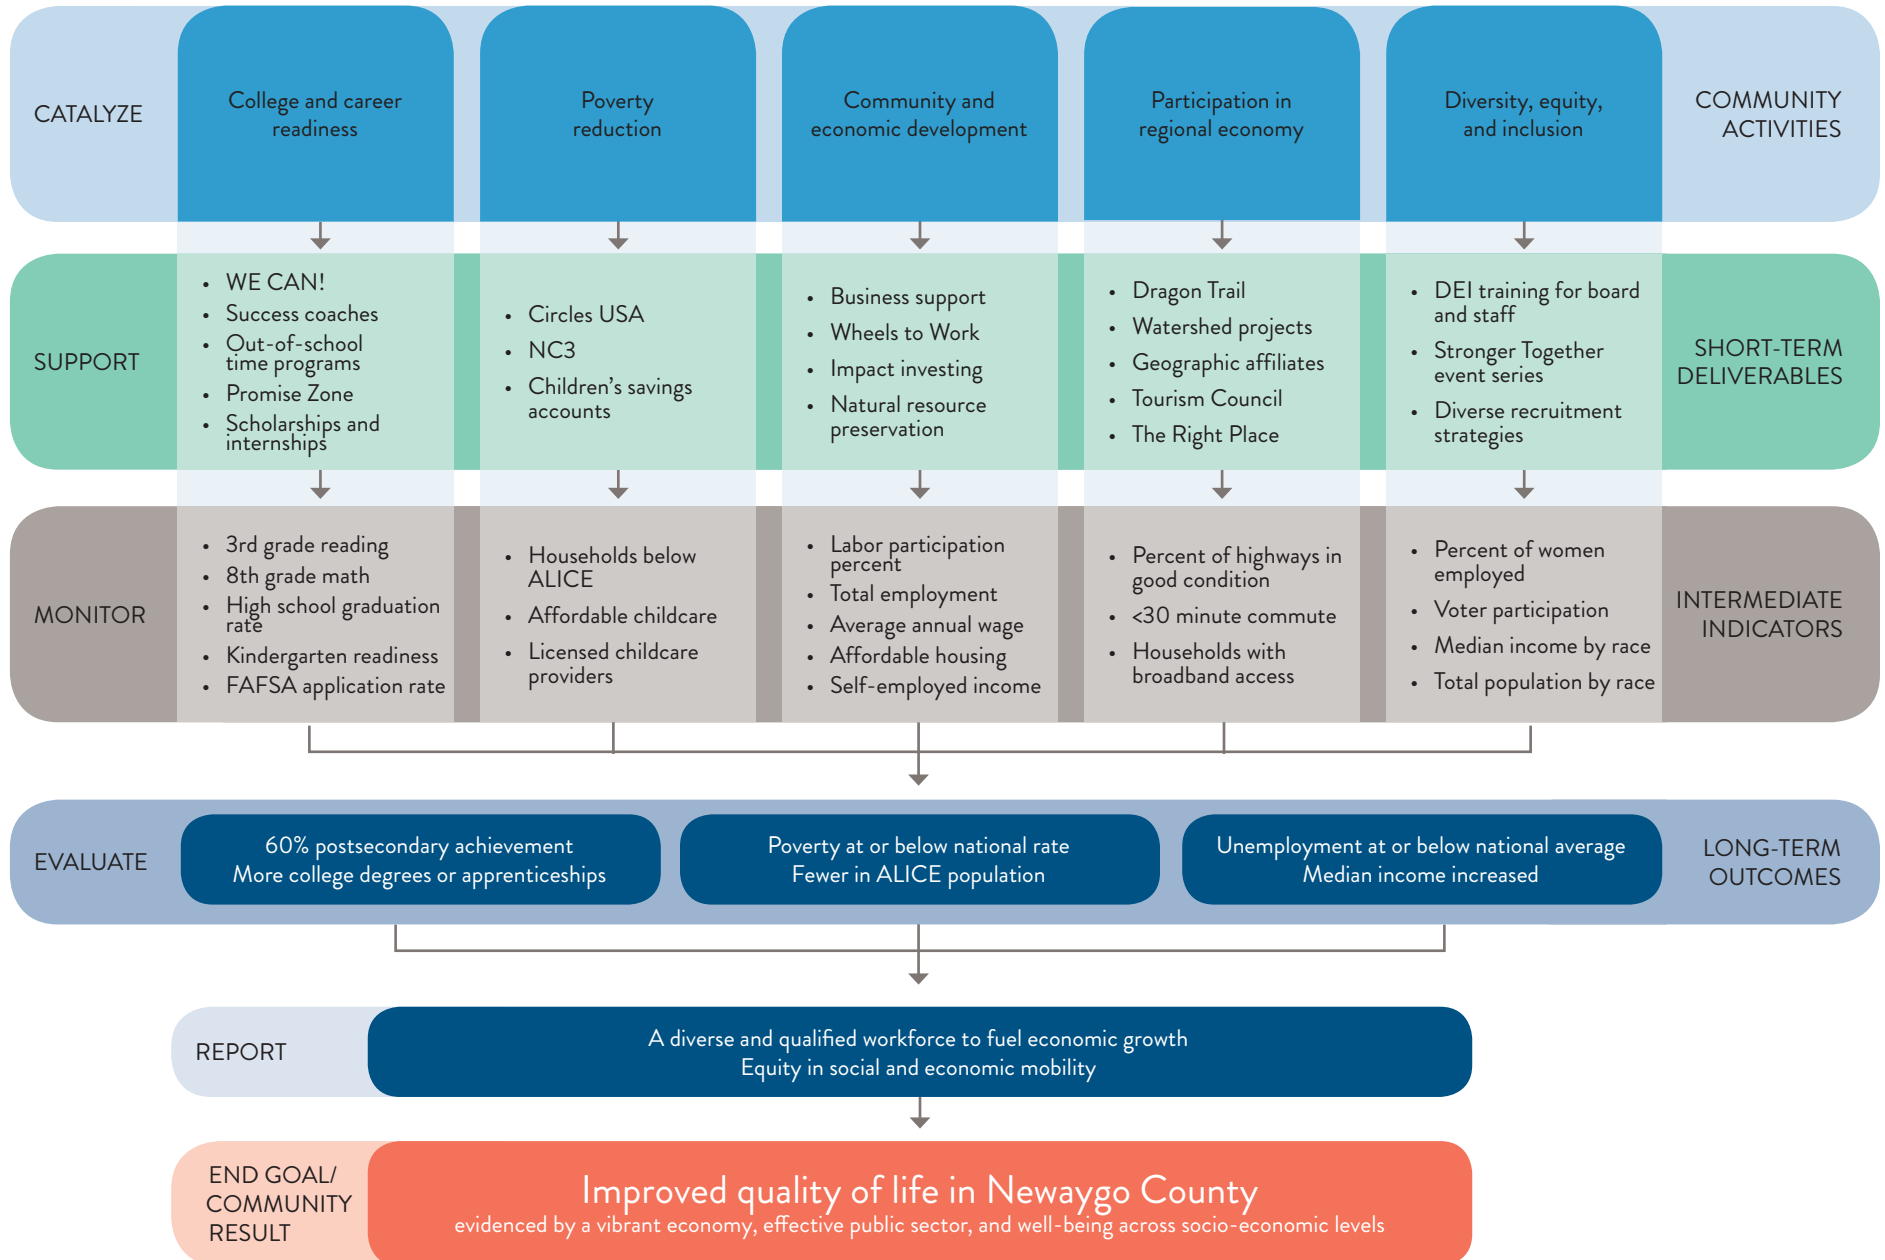 CATALYZE
College and career
readiness
Poverty
reduction
Community and
economic development
Participation in
regional economy
Diversity, equity,
and inclusion
COMMUNITY
ACTIVITIES
SUPPORT
• WE CAN!
• Success coaches
• Out-of-school
time programs
• Promise Zone
• Scholarships and
internships
• Circles USA
• NC3
• Children's savings
accounts
• Business support
• Wheels to Work
• Impact investing
• Natural resource
preservation
• Dragon Trail
• Watershed projects
• Geographic affiliates
• Tourism Council
• The Right Place
• DEI training for board
and staff
• Stronger Together
event series
• Diverse recruitment
strategies
SHORT-TERM
DELIVERABLES
MONITOR
• 3rd grade reading
• 8th grade math
• High school graduation
rate
• Kindergarten readiness
• FAFSA application rate
• Households below
ALICE
• Affordable childcare
• Licensed childcare
providers
• Labor participation
percent
• Total employment
• Average annual wage
• Affordable housing
• Self-employed income
• Percent of highways in
good condition
• <30 minute commute
• Households with
broadband access
• Percent of women
employed
• Voter participation
• Median income by race
• Total population by race
INTERMEDIATE
INDICATORS
EVALUATE
60% postsecondary achievement
More college degrees or apprenticeships
Poverty at or below national rate
Fewer in ALICE population
Unemployment at or below national average
Median income increased
LONG-TERM
OUTCOMES
REPORT
A diverse and qualified workforce to fuel economic growth
Equity in social and economic mobility
END GOAL/
COMMUNITY
RESULT
Improved quality of life in Newaygo County
evidenced by a vibrant economy, effective public sector, and well-being across socio-economic levels